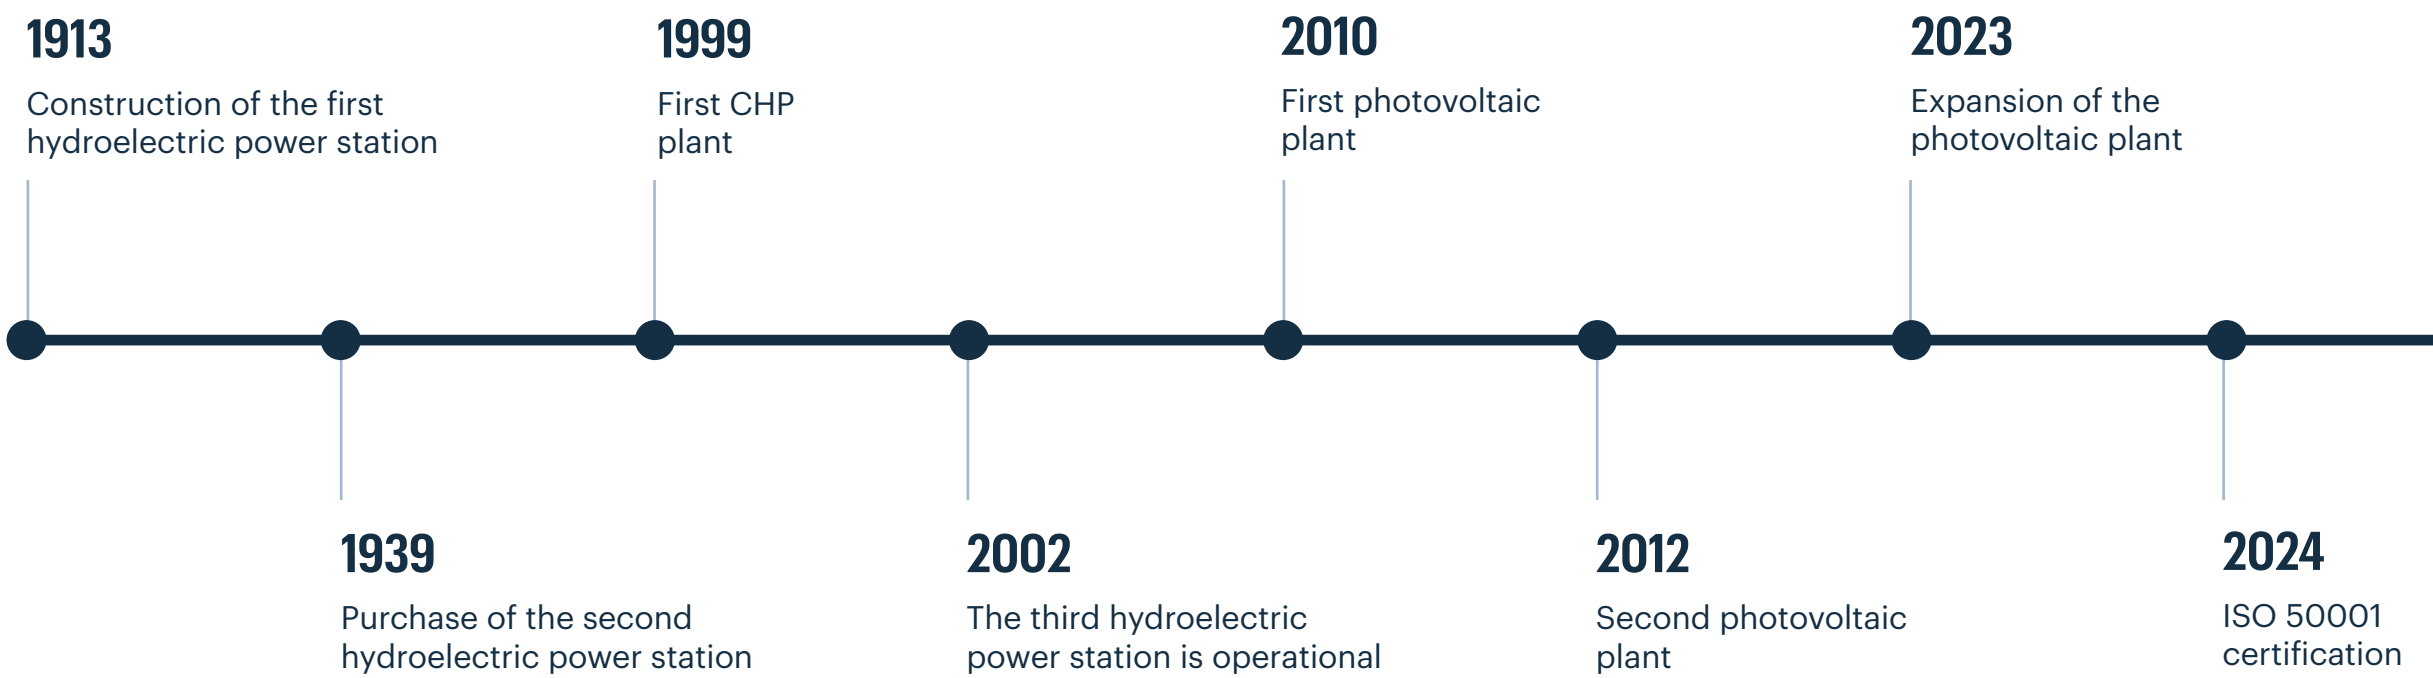 1913
Construction of the first
hydroelectric power station
1999
First CHP
plant
2010
First photovoltaic
plant
2023
Expansion of the
photovoltaic plant
1939
Purchase of the second
hydroelectric power station
2002
The third hydroelectric
power station is operational
2012
Second photovoltaic
plant
2024
ISO 50001
certification